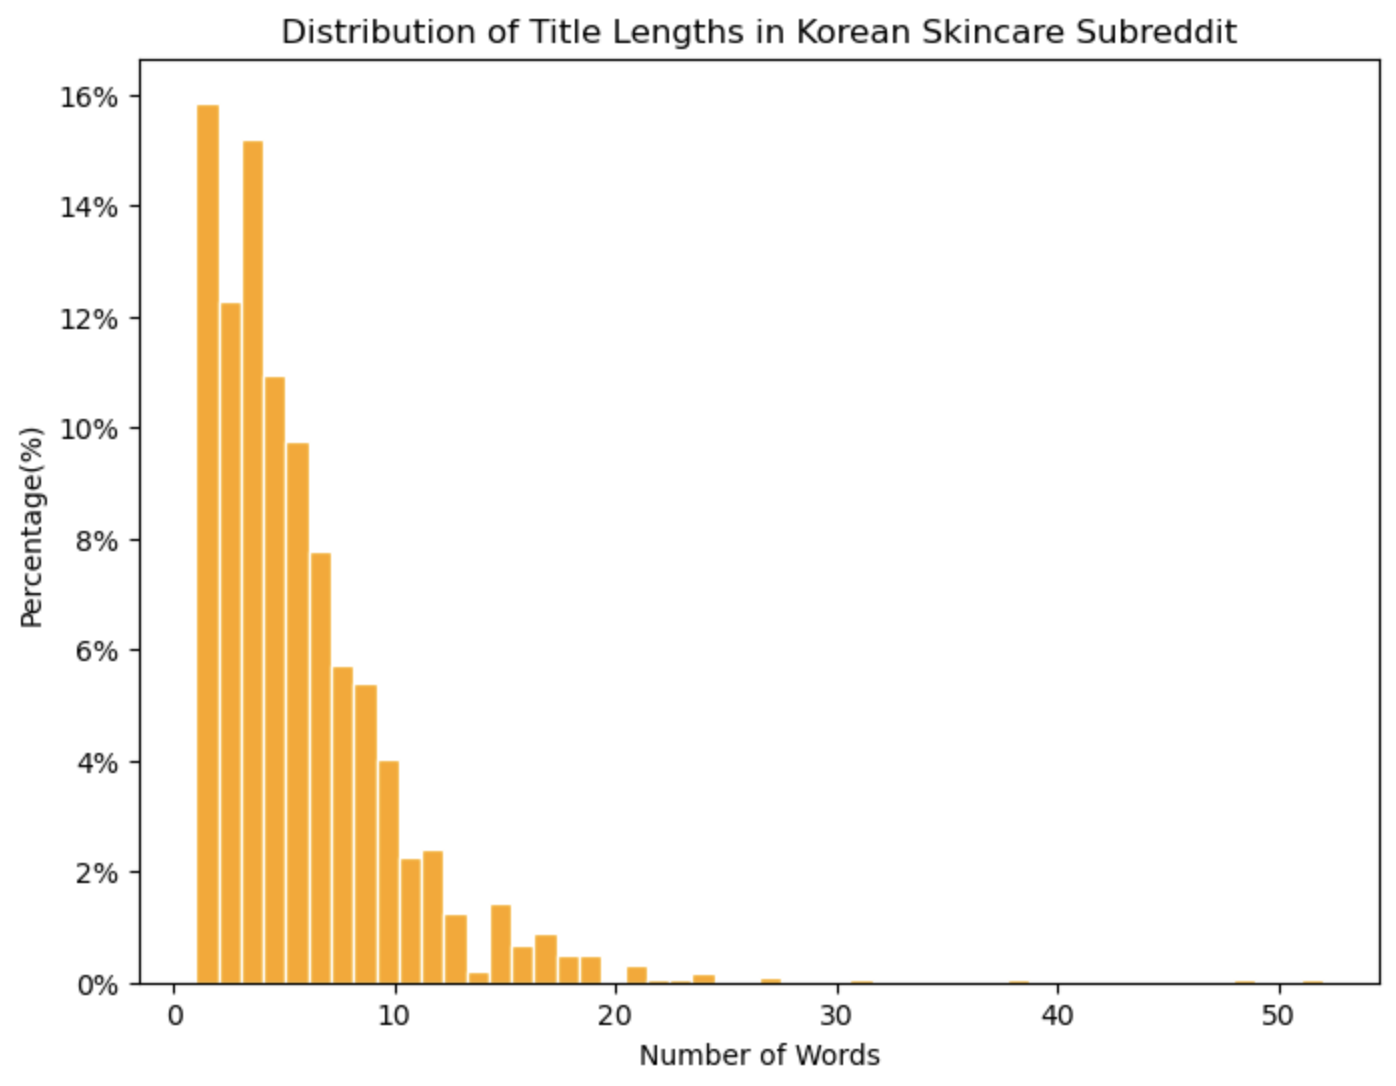 Distribution of Title Lengths in Korean Skincare Subreddit
16%
14%
12%
10%
8%
6%
4%
2%
0%
Percentage(%)
0 10 20 30 40 50
Number of Words